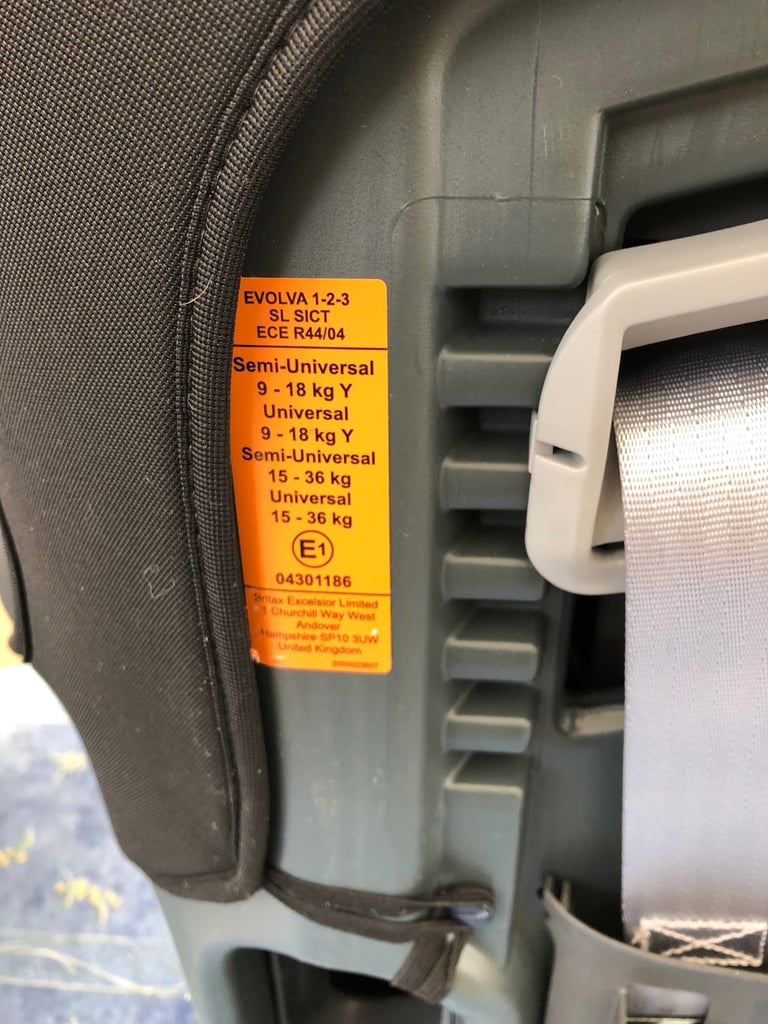 EVOLVA 1-2-3
SL SICT
ECE R44/04
Semi-Universal
9 - 18 kg Y
Universal
9 - 18 kg Y
Semi-Universal
15 - 36 kg
Universal
15 - 36 kg
E1
04301186
Britax Excelsior Limited
1 Churchill Way West
Andover
Hampshire SP10 3UW
United Kingdom